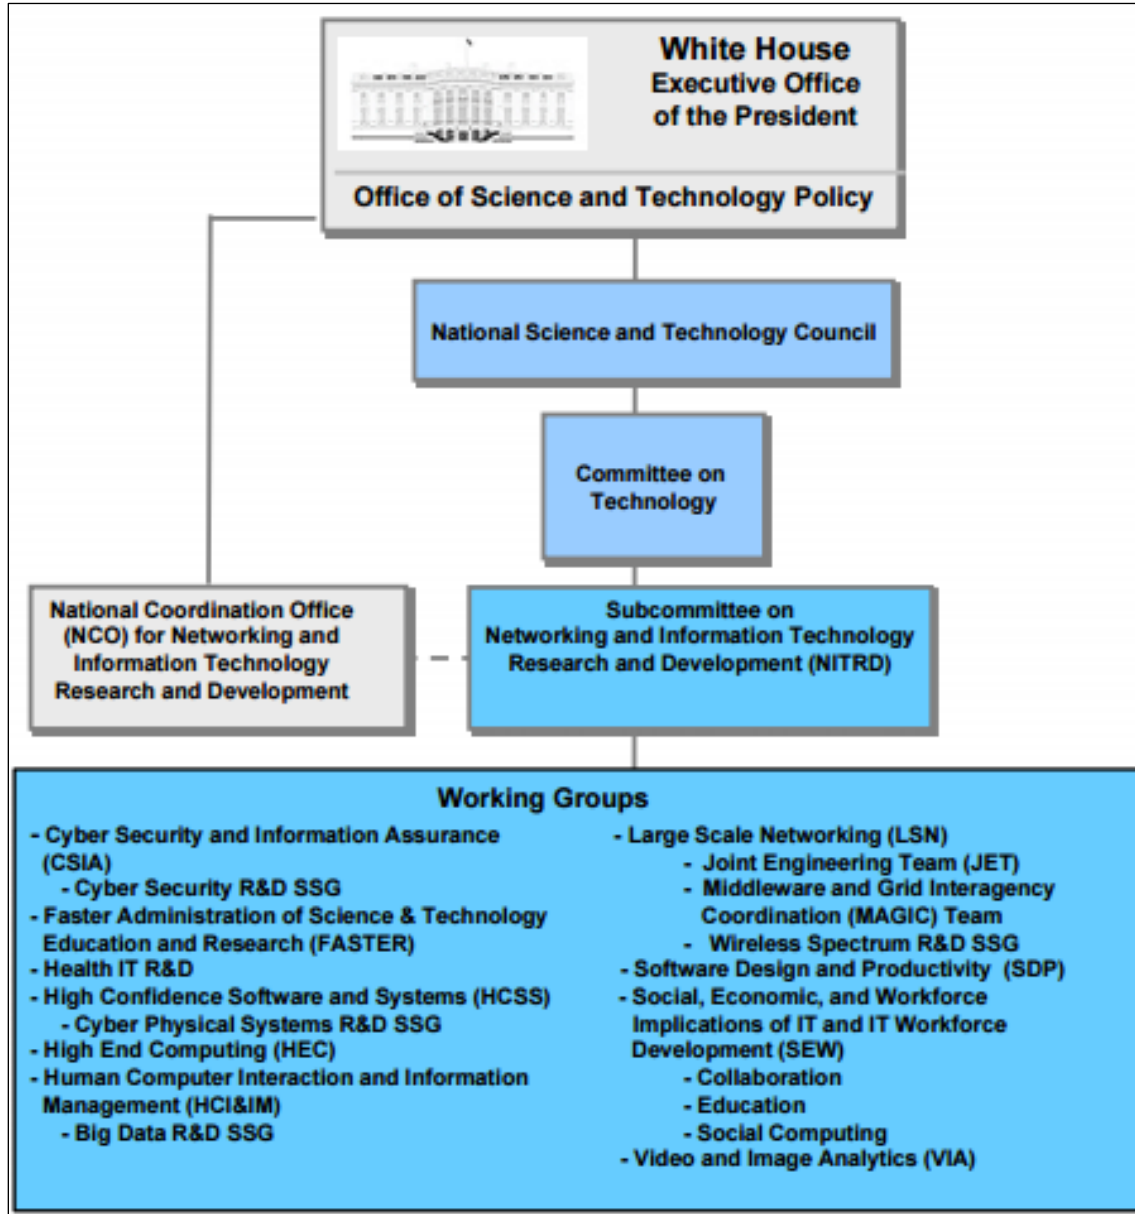 White House
Executive Office
of the President
Office of Science and Technology Policy
National Science and Technology Council
Committee on
Technology
National Coordination Office
(NCO) for Networking and
Information Technology
Research and Development
Subcommittee on
Networking and Information Technology
Research and Development (NITRD)
Working Groups
- Cyber Security and Information Assurance
(CSIA)
- Cyber Security R&D SSG
- Faster Administration of Science & Technology
Education and Research (FASTER)
- Health IT R&D
- High Confidence Software and Systems (HCSS)
- Cyber Physical Systems R&D SSG
- High End Computing (HEC)
- Human Computer Interaction and Information
Management (HCI&IM)
- Big Data R&D SSG
- Large Scale Networking (LSN)
- Joint Engineering Team (JET)
- Middleware and Grid Interagency
Coordination (MAGIC) Team
- Wireless Spectrum R&D SSG
- Software Design and Productivity (SDP)
- Social, Economic, and Workforce
Implications of IT and IT Workforce
Development (SEW)
- Collaboration
- Education
- Social Computing
- Video and Image Analytics (VIA)